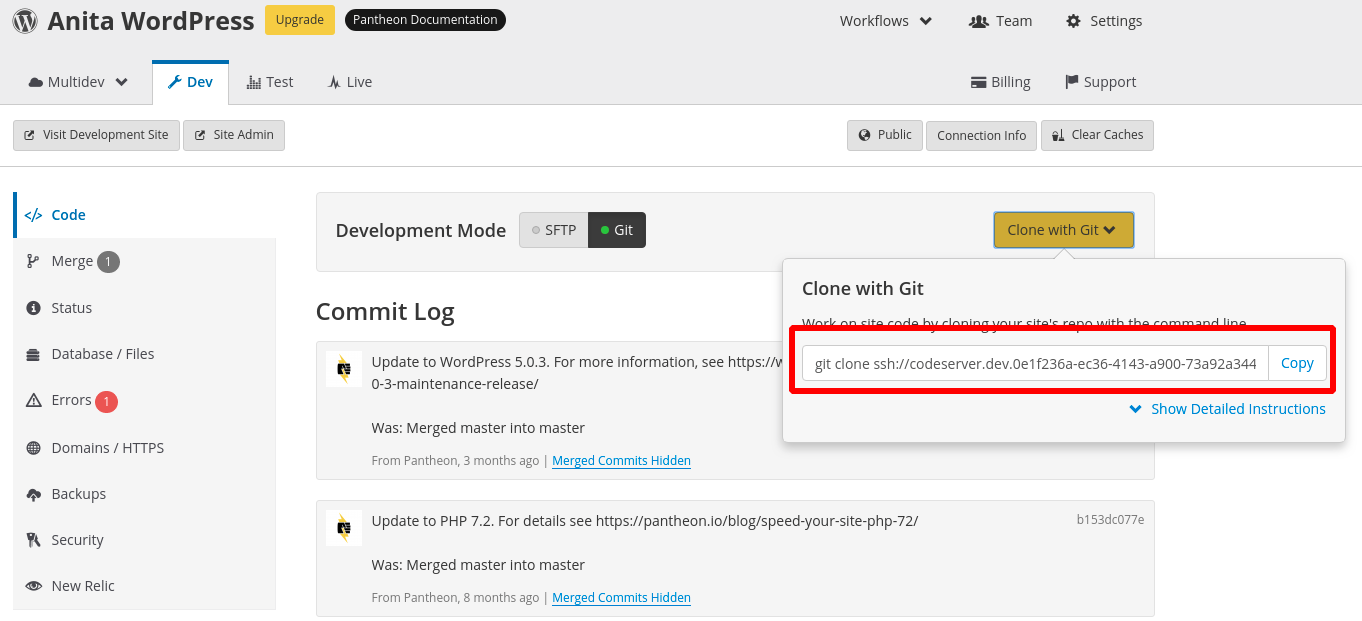 Anita WordPress Upgrade Pantheon Documentation Workflows Team Settings
Multidev Dev Test Live Billing Support
Visit Development Site Site Admin Public Connection Info Clear Caches
</> Code
Merge 1
Status
Database / Files
Errors 1
Domains / HTTPS
Backups
Security
New Relic
Development Mode SFTP Git Clone with Git
Clone with Git
Work on site code by cloning your site's repo with the command line
git clone ssh://codeserver.dev.0e1f236a-ec36-4143-a900-73a92a344 Copy
Show Detailed Instructions
Commit Log
Update to WordPress 5.0.3. For more information, see https://w
0-3-maintenance-release/
Was: Merged master into master
From Pantheon, 3 months ago | Merged Commits Hidden
Update to PHP 7.2. For details see https://pantheon.io/blog/speed-your-site-php-72/ b153dc077e
Was: Merged master into master
From Pantheon, 8 months ago | Merged Commits Hidden